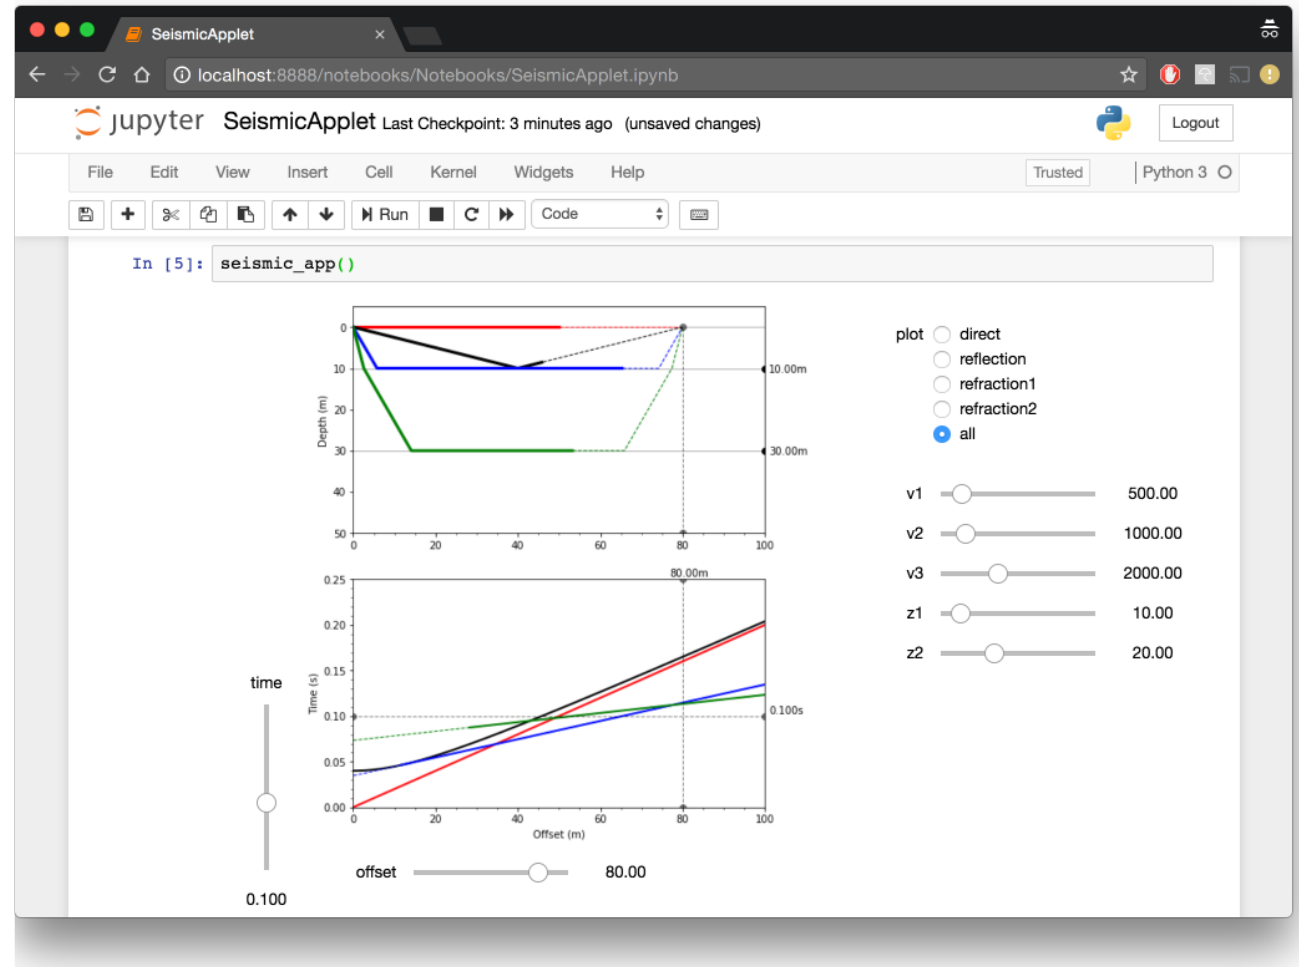 SeismicApplet ×
localhost:8888/notebooks/Notebooks/SeismicApplet.ipynb
jupyter SeismicApplet Last Checkpoint: 3 minutes ago (unsaved changes)
Logout
File Edit View Insert Cell Kernel Widgets Help
Trusted
Python 3
Run
Code
In [5]: seismic_app()
0
10
20
30
40
50
Depth (m)
10.00m
30.00m
0 20 40 60 80 100
plot
direct
reflection
refraction1
refraction2
all
v1 500.00
v2 1000.00
v3 2000.00
z1 10.00
z2 20.00
80.00m
0.25
0.20
0.15
0.10
0.05
0.00
Time (s)
0.100s
0 20 40 60 80 100
Offset (m)
time
0.100
offset 80.00